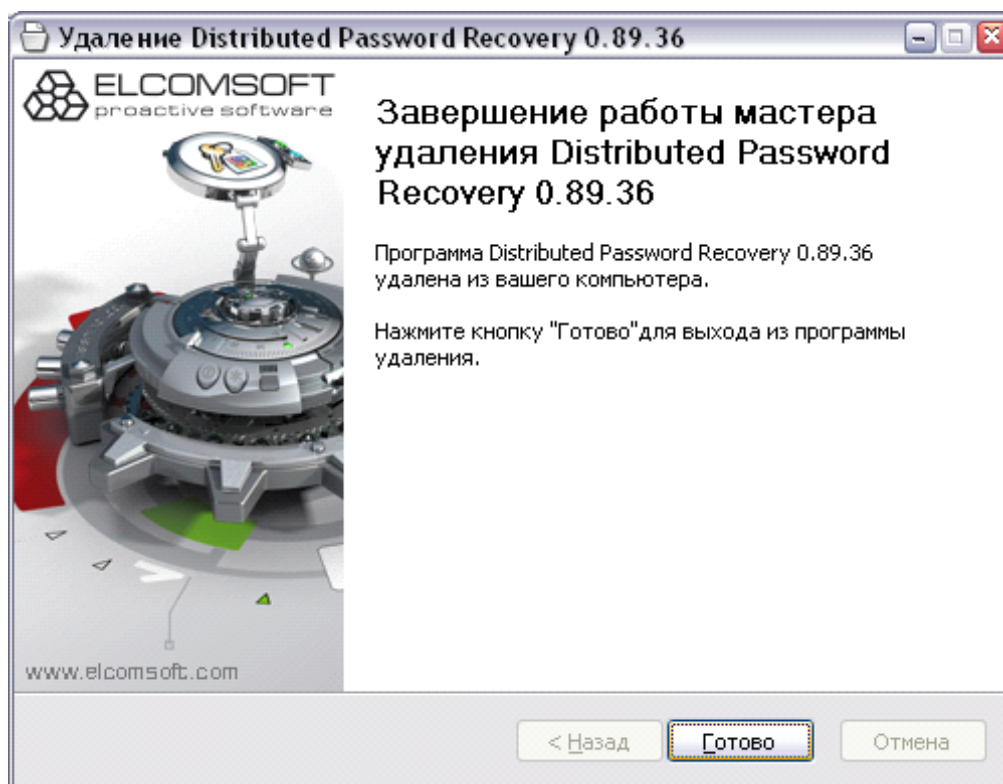 Удаление Distributed Password Recovery 0.89.36
ELCOMSOFT
proactive software
Завершение работы мастера
удаления Distributed Password
Recovery 0.89.36
Программа Distributed Password Recovery 0.89.36
удалена из вашего компьютера.
Нажмите кнопку "Готово"для выхода из программы
удаления.
www.elcomsoft.com
< Назад
Готово
Отмена